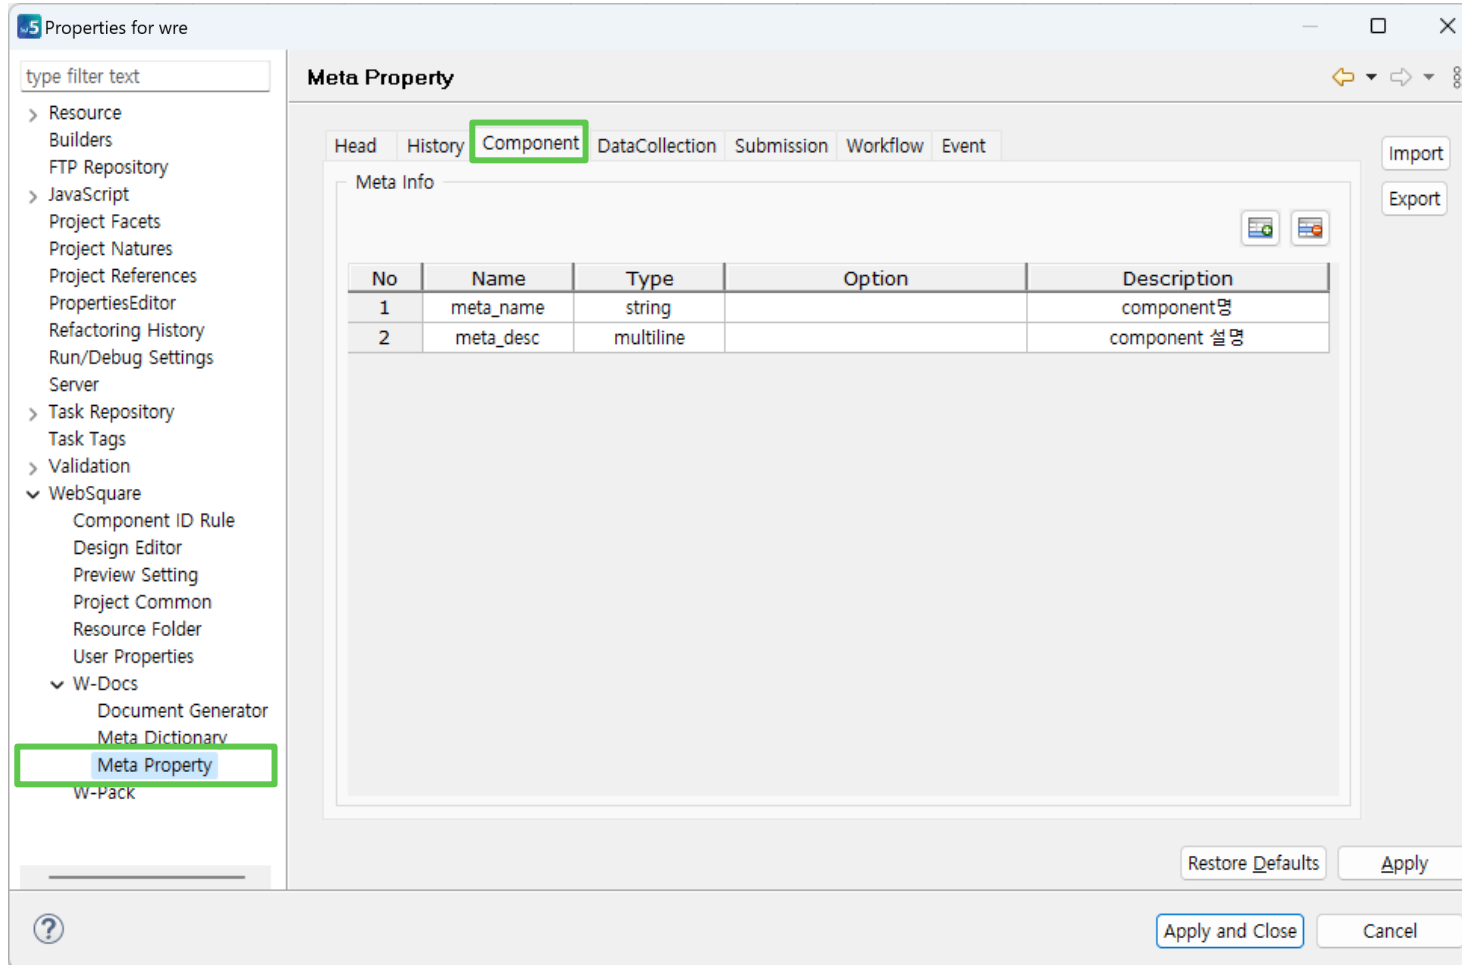 Properties for wre
type filter text
Resource
Builders
FTP Repository
JavaScript
Project Facets
Project Natures
Project References
PropertiesEditor
Refactoring History
Run/Debug Settings
Server
Task Repository
Task Tags
Validation
WebSquare
Component ID Rule
Design Editor
Preview Setting
Project Common
Resource Folder
User Properties
W-Docs
Document Generator
Meta Dictionary
Meta Property
W-Pack
Meta Property
Head History Component DataCollection Submission Workflow Event
Import
Export
Meta Info
No Name Type Option Description
1 meta_name string component명
2 meta_desc multiline component 설명
Restore Defaults Apply
Apply and Close Cancel